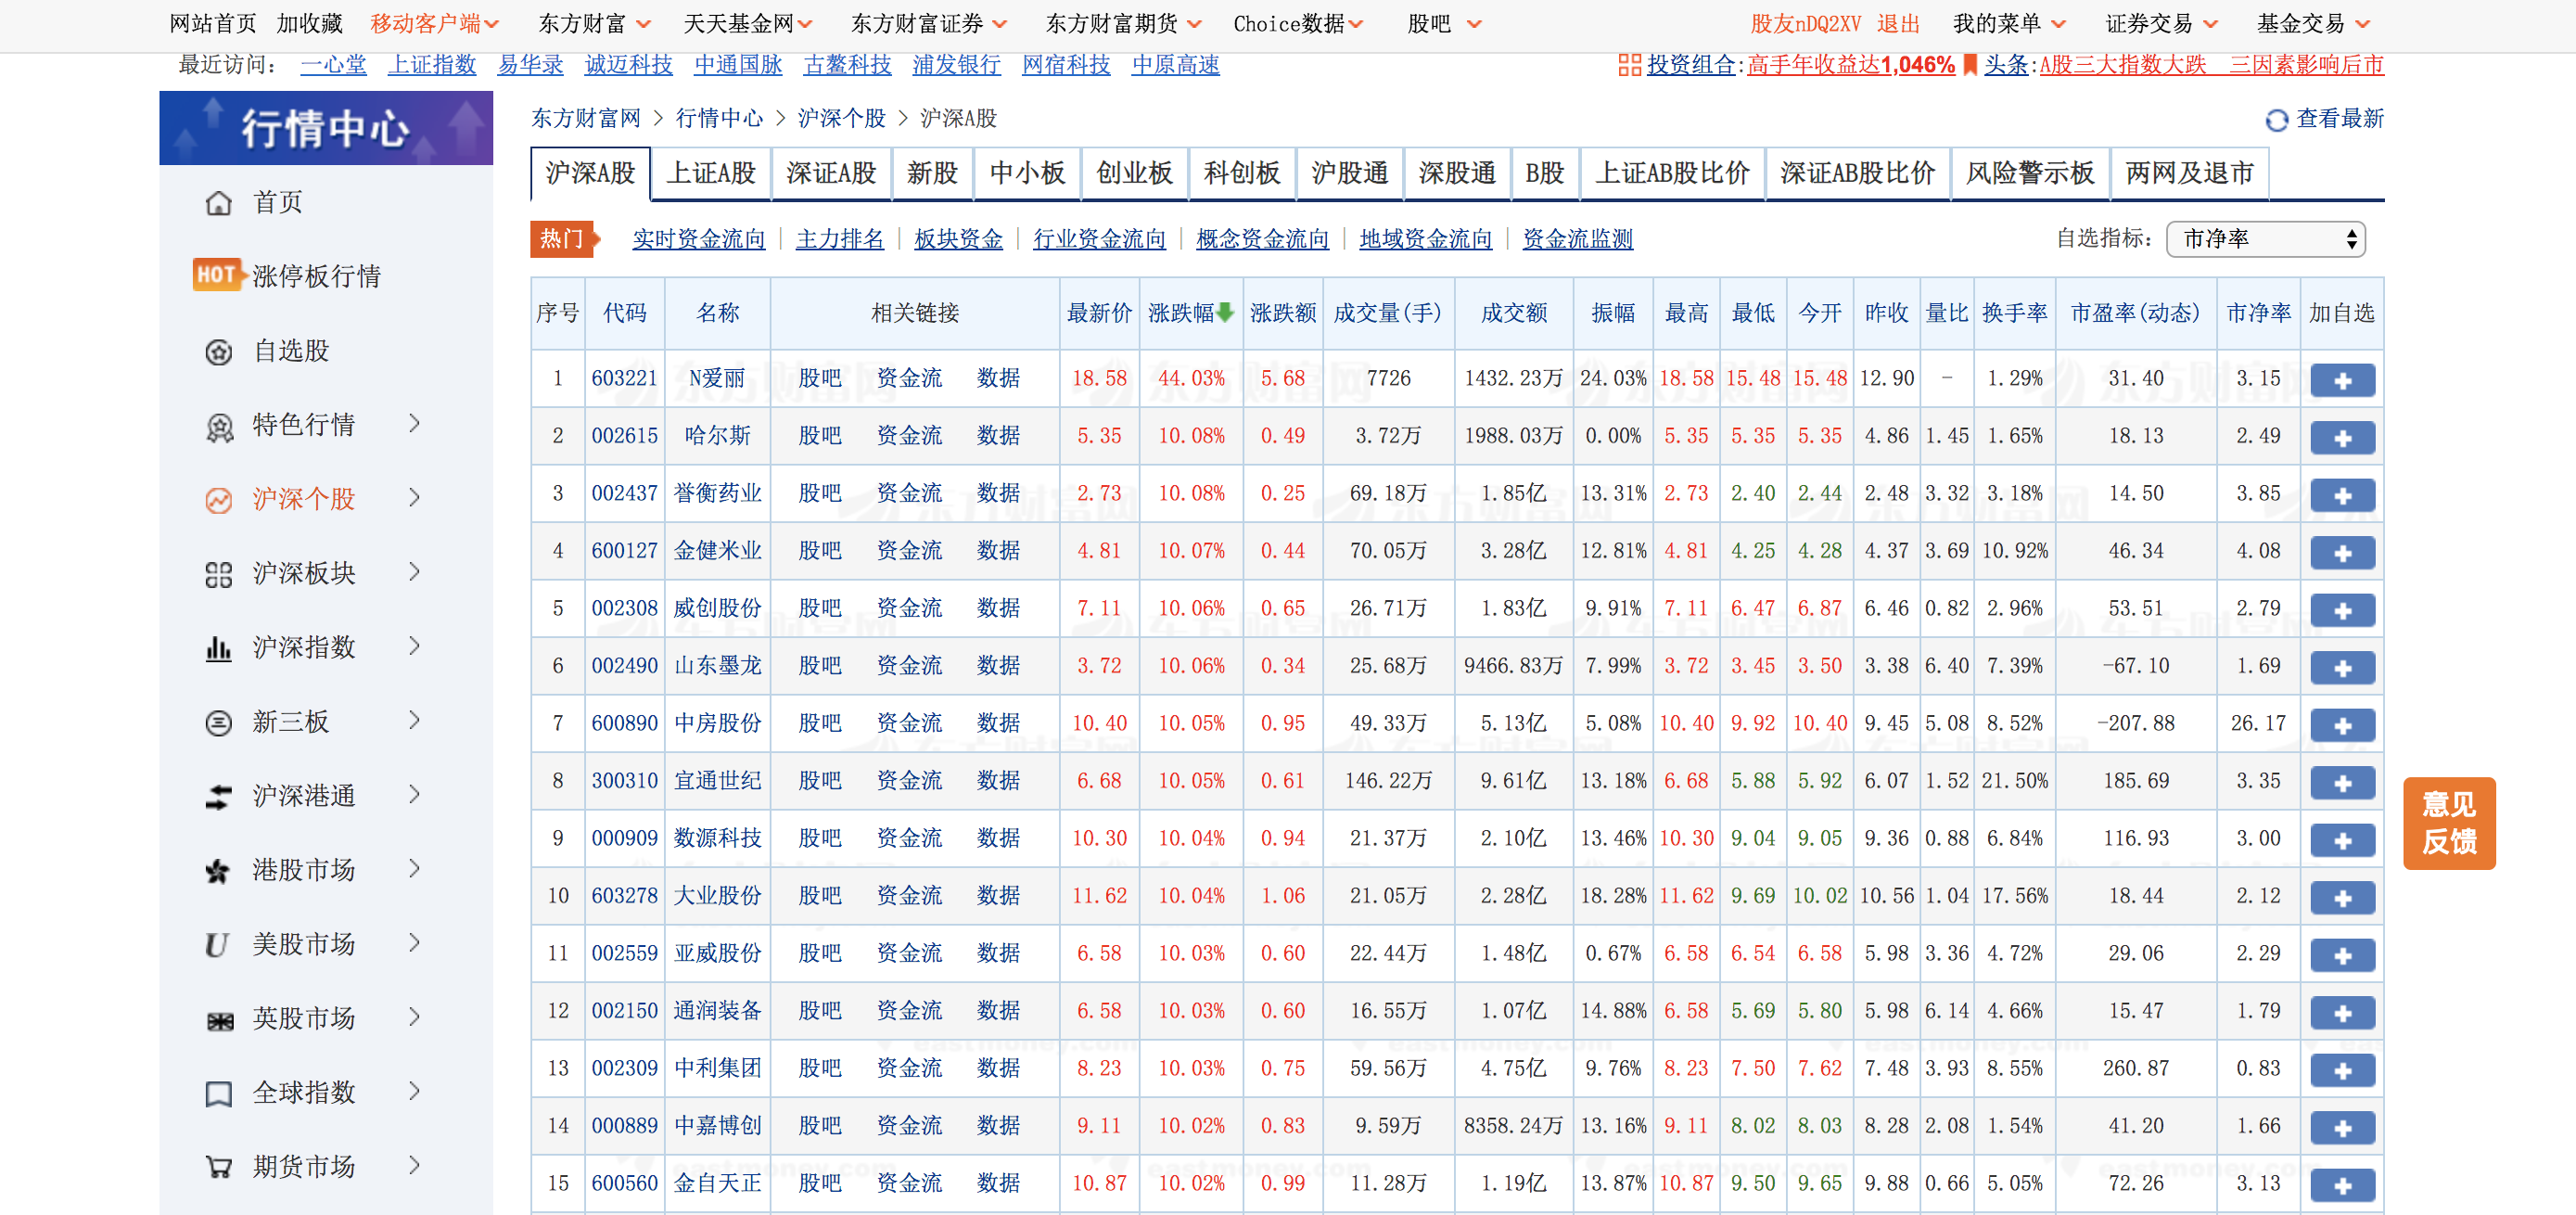 网站首页 加收藏 移动客户端 东方财富 天天基金网 东方财富证券 东方财富期货 Choice数据 股吧 股友nDQ2XV 退出 我的菜单 证券交易 基金交易
最近访问： 一心堂 上证指数 易华录 诚迈科技 中通国脉 古鳌科技 浦发银行 网宿科技 中原高速 投资组合:高手年收益达1,046% 头条:A股三大指数大跌 三因素影响后市
行情中心
首页
HOT 涨停板行情
自选股
特色行情
沪深个股
沪深板块
沪深指数
新三板
沪深港通
港股市场
美股市场
英股市场
全球指数
期货市场
东方财富网 > 行情中心 > 沪深个股 > 沪深A股 查看最新
沪深A股 上证A股 深证A股 新股 中小板 创业板 科创板 沪股通 深股通 B股 上证AB股比价 深证AB股比价 风险警示板 两网及退市
热门 实时资金流向 | 主力排名 | 板块资金 | 行业资金流向 | 概念资金流向 | 地域资金流向 | 资金流监测 自选指标： 市净率
序号 代码 名称 相关链接 最新价 涨跌幅 涨跌额 成交量(手) 成交额 振幅 最高 最低 今开 昨收 量比 换手率 市盈率(动态) 市净率 加自选
1 603221 N爱丽 股吧 资金流 数据 18.58 44.03% 5.68 7726 1432.23万 24.03% 18.58 15.48 15.48 12.90 - 1.29% 31.40 3.15
2 002615 哈尔斯 股吧 资金流 数据 5.35 10.08% 0.49 3.72万 1988.03万 0.00% 5.35 5.35 5.35 4.86 1.45 1.65% 18.13 2.49
3 002437 誉衡药业 股吧 资金流 数据 2.73 10.08% 0.25 69.18万 1.85亿 13.31% 2.73 2.40 2.44 2.48 3.32 3.18% 14.50 3.85
4 600127 金健米业 股吧 资金流 数据 4.81 10.07% 0.44 70.05万 3.28亿 12.81% 4.81 4.25 4.28 4.37 3.69 10.92% 46.34 4.08
5 002308 威创股份 股吧 资金流 数据 7.11 10.06% 0.65 26.71万 1.83亿 9.91% 7.11 6.47 6.87 6.46 0.82 2.96% 53.51 2.79
6 002490 山东墨龙 股吧 资金流 数据 3.72 10.06% 0.34 25.68万 9466.83万 7.99% 3.72 3.45 3.50 3.38 6.40 7.39% -67.10 1.69
7 600890 中房股份 股吧 资金流 数据 10.40 10.05% 0.95 49.33万 5.13亿 5.08% 10.40 9.92 10.40 9.45 5.08 8.52% -207.88 26.17
8 300310 宜通世纪 股吧 资金流 数据 6.68 10.05% 0.61 146.22万 9.61亿 13.18% 6.68 5.88 5.92 6.07 1.52 21.50% 185.69 3.35
9 000909 数源科技 股吧 资金流 数据 10.30 10.04% 0.94 21.37万 2.10亿 13.46% 10.30 9.04 9.05 9.36 0.88 6.84% 116.93 3.00
10 603278 大业股份 股吧 资金流 数据 11.62 10.04% 1.06 21.05万 2.28亿 18.28% 11.62 9.69 10.02 10.56 1.04 17.56% 18.44 2.12
11 002559 亚威股份 股吧 资金流 数据 6.58 10.03% 0.60 22.44万 1.48亿 0.67% 6.58 6.54 6.58 5.98 3.36 4.72% 29.06 2.29
12 002150 通润装备 股吧 资金流 数据 6.58 10.03% 0.60 16.55万 1.07亿 14.88% 6.58 5.69 5.80 5.98 6.14 4.66% 15.47 1.79
13 002309 中利集团 股吧 资金流 数据 8.23 10.03% 0.75 59.56万 4.75亿 9.76% 8.23 7.50 7.62 7.48 3.93 8.55% 260.87 0.83
14 000889 中嘉博创 股吧 资金流 数据 9.11 10.02% 0.83 9.59万 8358.24万 13.16% 9.11 8.02 8.03 8.28 2.08 1.54% 41.20 1.66
15 600560 金自天正 股吧 资金流 数据 10.87 10.02% 0.99 11.28万 1.19亿 13.87% 10.87 9.50 9.65 9.88 0.66 5.05% 72.26 3.13
意见
反馈